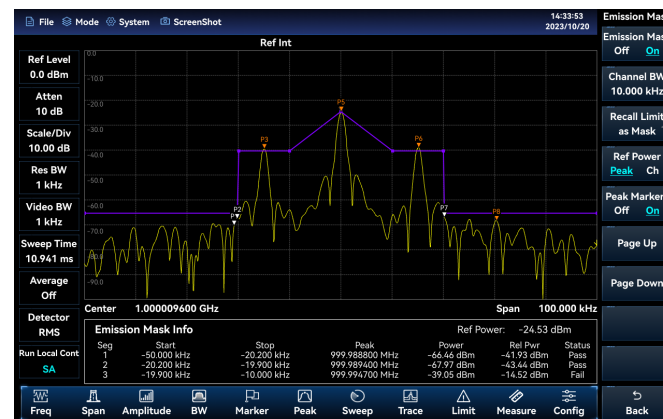 File Mode System ScreenShot
14:33:53
2023/10/20
Ref Int
Ref Level
0.0 dBm
Atten
10 dB
Scale/Div
10.00 dB
Res BW
1 kHz
Video BW
1 kHz
Sweep Time
10.941 ms
Average
Off
Detector
RMS
Run Local Cont
SA
0.0
-10.0
-20.0
-30.0
-40.0
-50.0
-60.0
-70.0
-90.0
P2
P3
P5
P6
P7
P8
Center 1.000009600 GHz Span 100.000 kHz
Emission Mask Info Ref Power: -24.53 dBm
Seg Start Stop Peak Power Rel Pwr Status
1 -50.000 kHz -20.200 kHz 999.988800 MHz -66.46 dBm -41.93 dBm Pass
2 -20.200 kHz -19.900 kHz 999.989400 MHz -67.97 dBm -43.44 dBm Pass
3 -19.900 kHz -10.000 kHz 999.994700 MHz -39.05 dBm -14.52 dBm Fail
Emission Mas
Emission Mas
Off On
Channel BW
10.000 kHz
Recall Limit
as Mask
Ref Power
Peak Ch
Peak Marker
Off On
Page Up
Page Down
Back
Freq Span Amplitude BW Marker Peak Sweep Trace Limit Measure Config